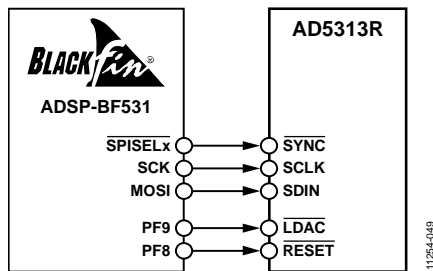 AD5313R
BLACKfin®
ADSP-BF531
SPISELx SYNC
SCK SCLK
MOSI SDIN
PF9 LDAC
PF8 RESET
11254-049